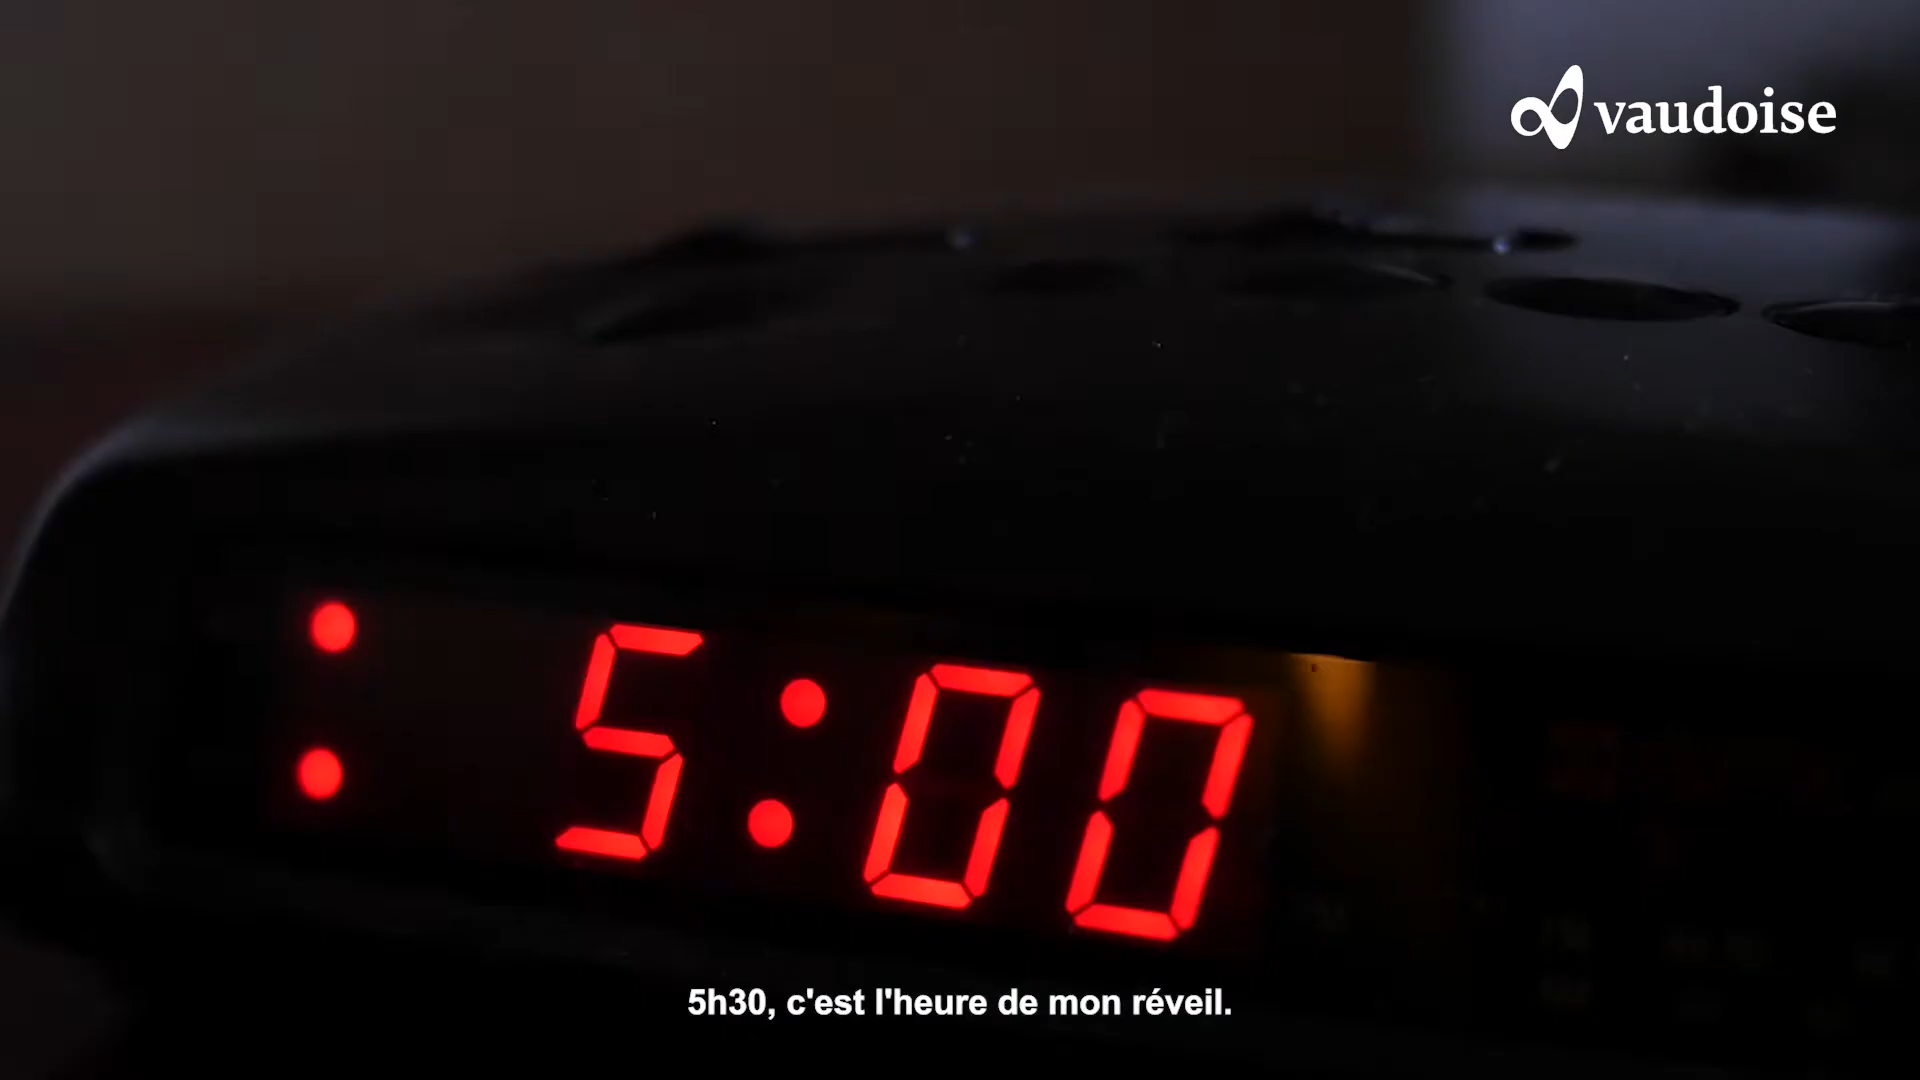 vaudoise
5:00
5h30, c'est l'heure de mon réveil.